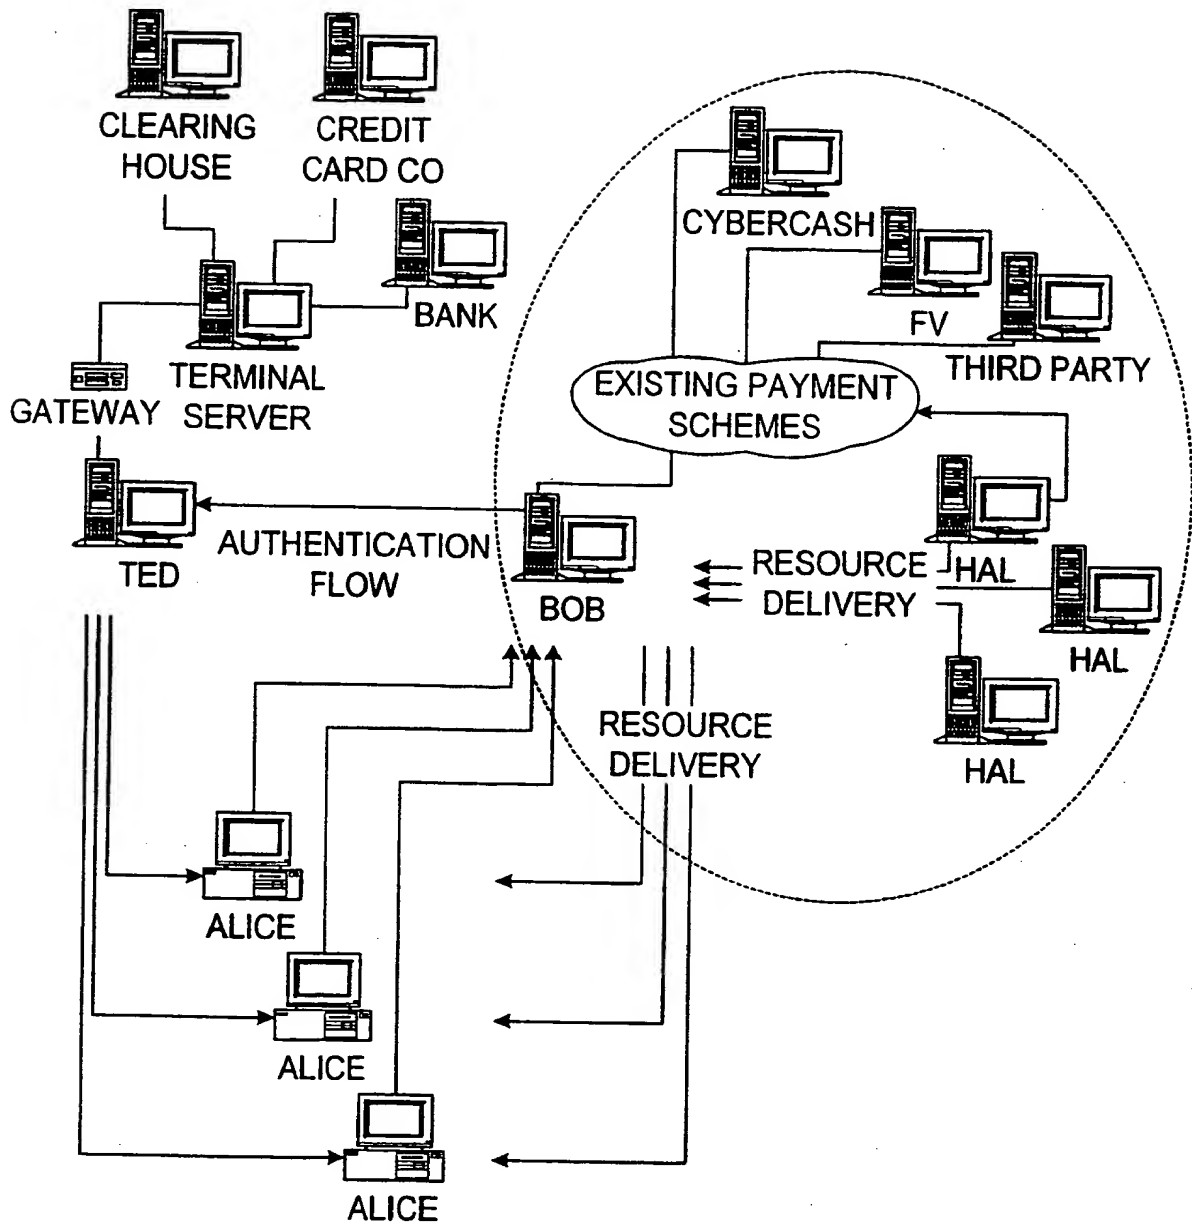 CLEARING
HOUSE
CREDIT
CARD CO
CYBERCASH
BANK
FV
THIRD PARTY
TERMINAL
SERVER
GATEWAY
EXISTING PAYMENT
SCHEMES
TED
AUTHENTICATION
FLOW
BOB
RESOURCE
DELIVERY
HAL
HAL
HAL
RESOURCE
DELIVERY
ALICE
ALICE
ALICE